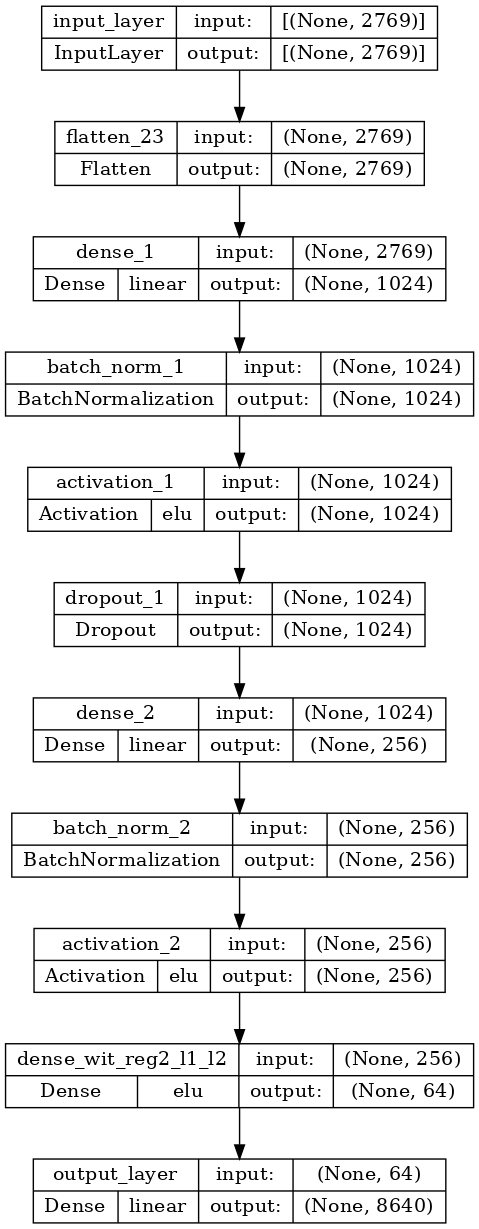 input_layer input: [(None, 2769)]
InputLayer output: [(None, 2769)]
flatten_23 input: (None, 2769)
Flatten output: (None, 2769)
dense_1 input: (None, 2769)
Dense linear output: (None, 1024)
batch_norm_1 input: (None, 1024)
BatchNormalization output: (None, 1024)
activation_1 input: (None, 1024)
Activation elu output: (None, 1024)
dropout_1 input: (None, 1024)
Dropout output: (None, 1024)
dense_2 input: (None, 1024)
Dense linear output: (None, 256)
batch_norm_2 input: (None, 256)
BatchNormalization output: (None, 256)
activation_2 input: (None, 256)
Activation elu output: (None, 256)
dense_wit_reg2_l1_l2 input: (None, 256)
Dense elu output: (None, 64)
output_layer input: (None, 64)
Dense linear output: (None, 8640)